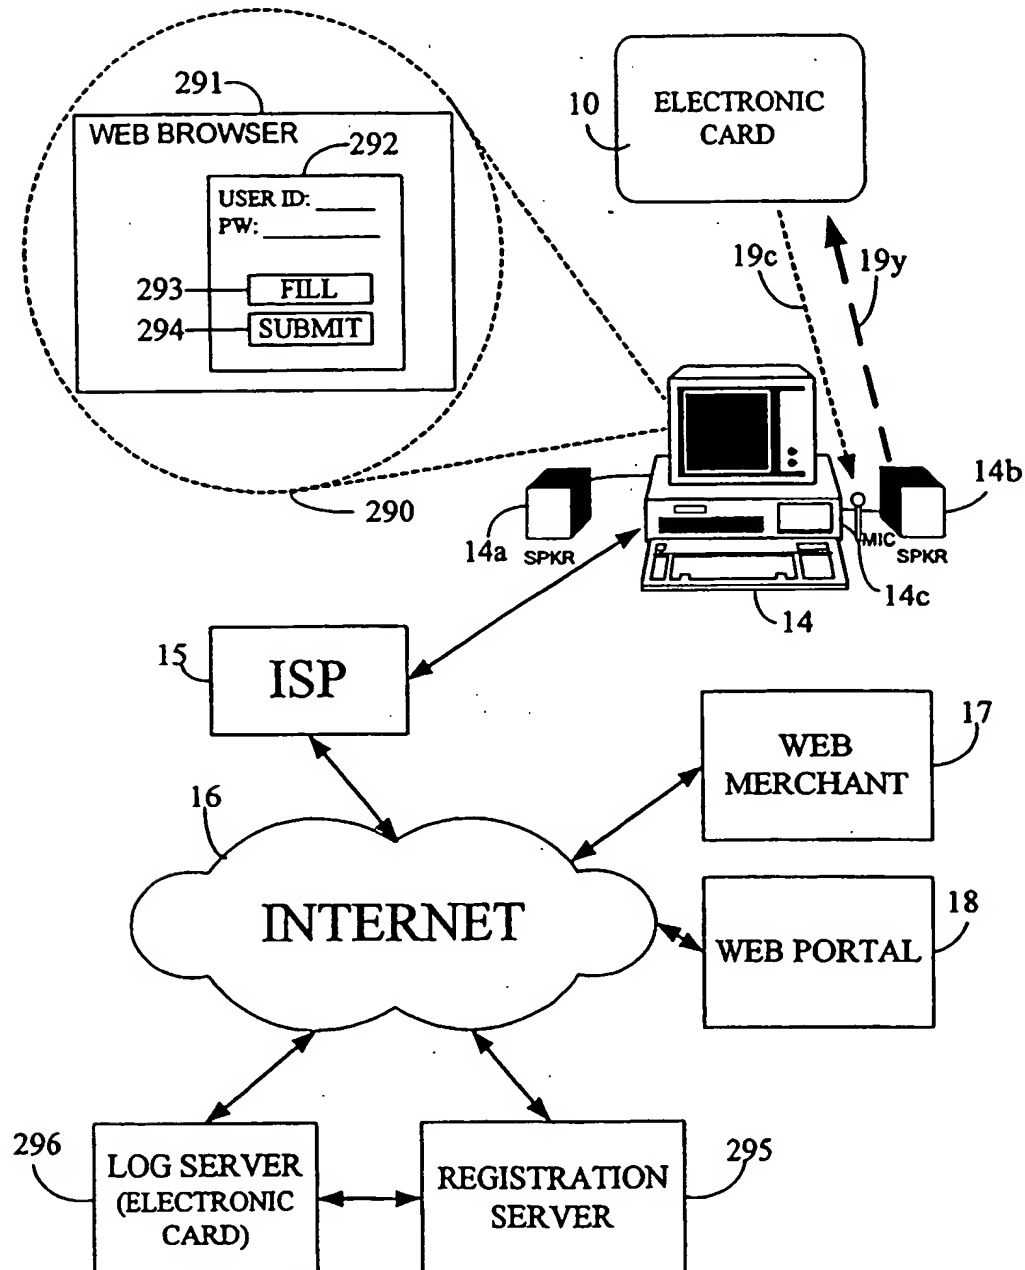 291
WEB BROWSER
292
USER ID: ____
PW: ________
293
FILL
294
SUBMIT
290
10
ELECTRONIC
CARD
19c
19y
14a
SPKR
14b
MIC
SPKR
14c
14
15
ISP
16
INTERNET
17
WEB
MERCHANT
18
WEB PORTAL
296
LOG SERVER
(ELECTRONIC
CARD)
295
REGISTRATION
SERVER